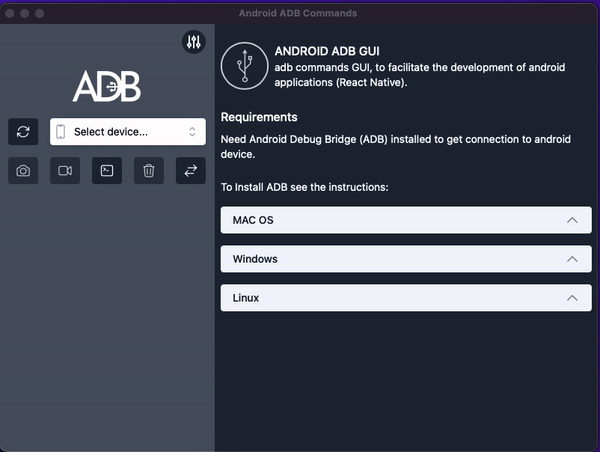 Android ADB Commands
ADB
Select device...
ANDROID ADB GUI
adb commands GUI, to facilitate the development of android
applications (React Native).
Requirements
Need Android Debug Bridge (ADB) installed to get connection to android
device.
To Install ADB see the instructions:
MAC OS
Windows
Linux